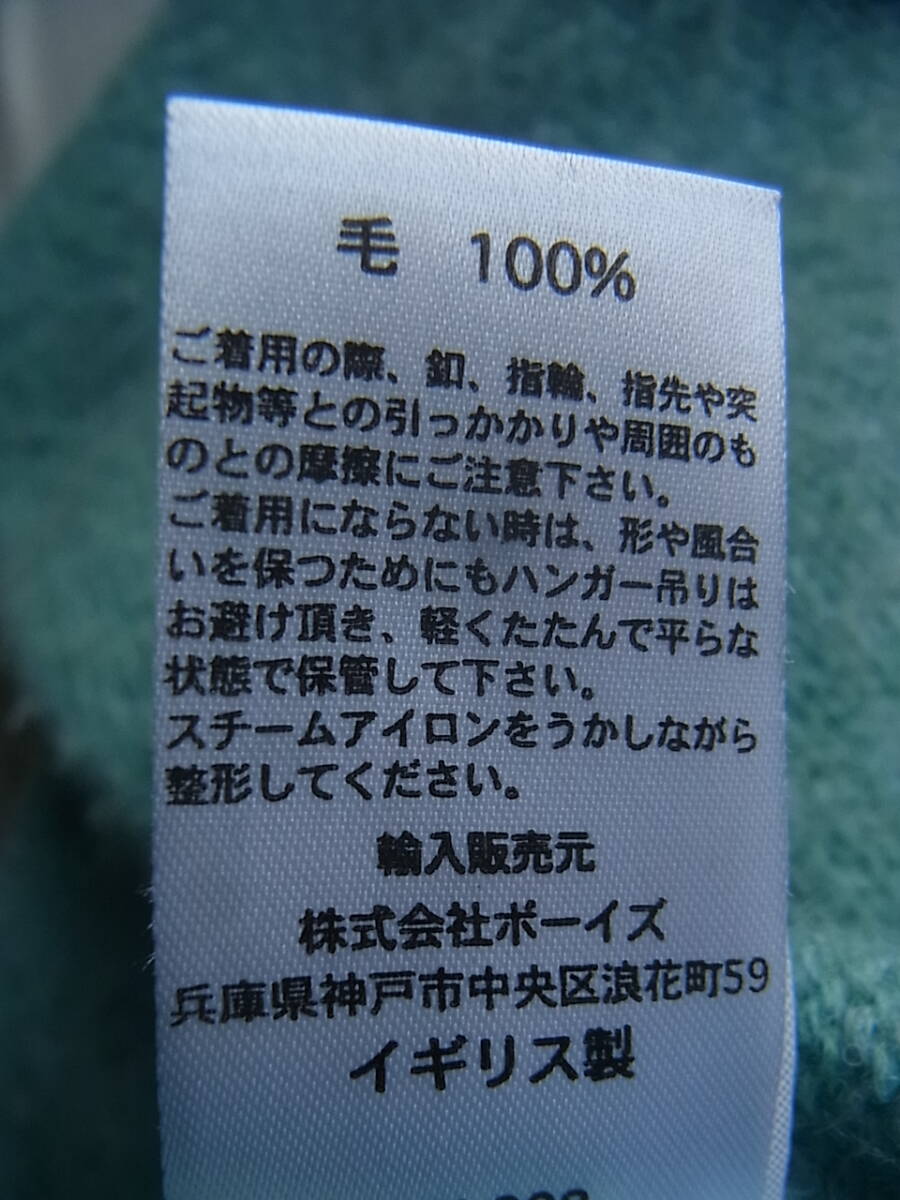 毛 100%
ご着用の際、釦、指輪、指先や突
起物等との引っかかりや周囲のも
のとの摩擦にご注意下さい。
ご着用にならない時は、形や風合
いを保つためにもハンガー吊りは
お避け頂き、軽くたたんで平らな
状態で保管して下さい。
スチームアイロンをうかしながら
整形してください。
輸入販売元
株式会社ボーイズ
兵庫県神戸市中央区浪花町59
イギリス製